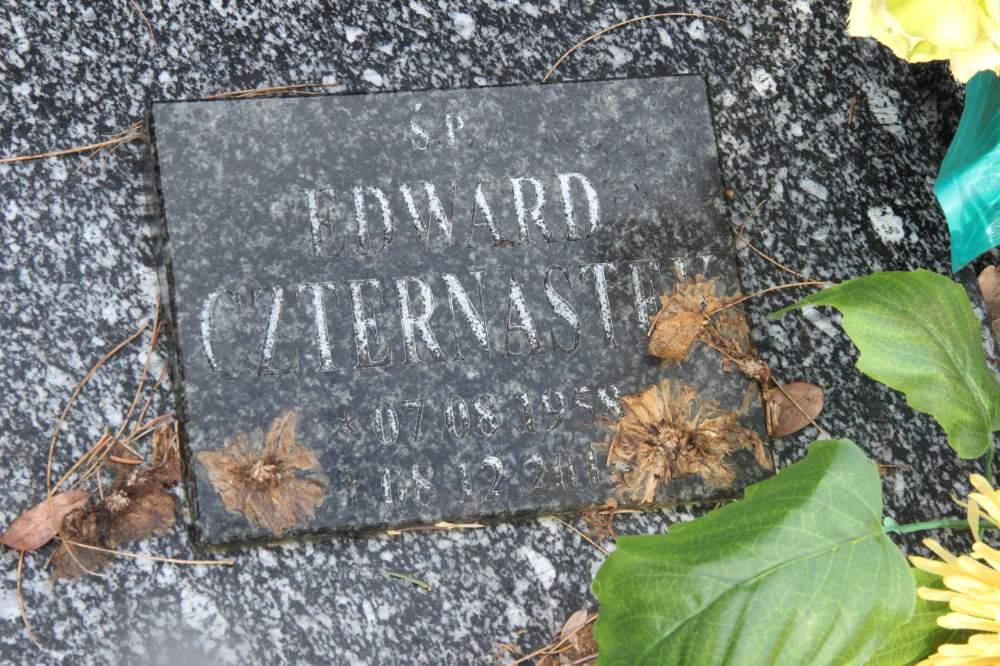 Ś.P.
EDWARD
CZTERNASTEK
* 07.08.1958
† 08.12.201